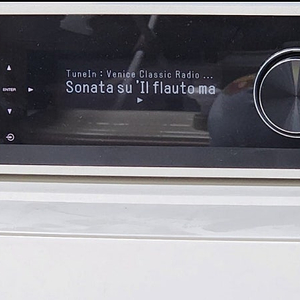 TuneIn : Venice Classic Radio ...
Sonata su 'Il flauto ma
ENTER